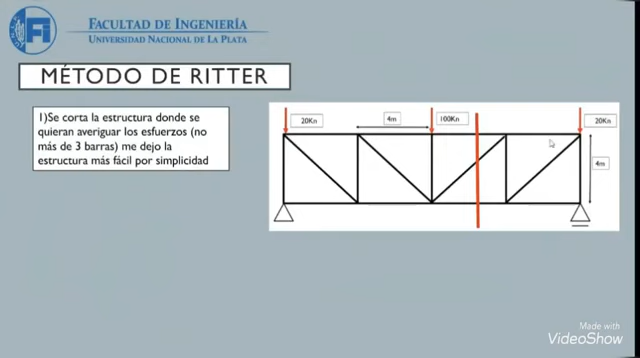 FACULTAD DE INGENIERÍA
UNIVERSIDAD NACIONAL DE LA PLATA
MÉTODO DE RITTER
1)Se corta la estructura donde se
quieran averiguar los esfuerzos (no
más de 3 barras) me dejo la
estructura más fácil por simplicidad
20Kn
4m
100Kn
20Kn
4m
Made with
VideoShow